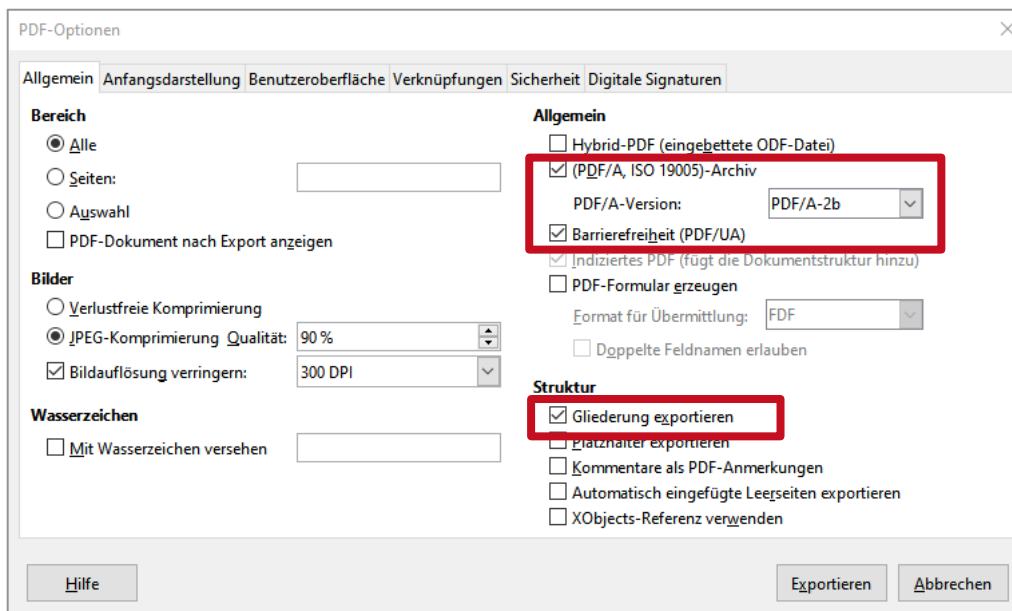 PDF-Optionen
Allgemein Anfangsdarstellung Benutzeroberfläche Verknüpfungen Sicherheit Digitale Signaturen
Bereich
Alle
Seiten:
Auswahl
PDF-Dokument nach Export anzeigen
Bilder
Verlustfreie Komprimierung
JPEG-Komprimierung Qualität: 90 %
Bildauflösung verringern: 300 DPI
Wasserzeichen
Mit Wasserzeichen versehen
Allgemein
Hybrid-PDF (eingebettete ODF-Datei)
(PDF/A, ISO 19005)-Archiv
PDF/A-Version: PDF/A-2b
Barrierefreiheit (PDF/UA)
Indiziertes PDF (fügt die Dokumentstruktur hinzu)
PDF-Formular erzeugen
Format für Übermittlung: FDF
Doppelte Feldnamen erlauben
Struktur
Gliederung exportieren
Platzhalter exportieren
Kommentare als PDF-Anmerkungen
Automatisch eingefügte Leerseiten exportieren
XObjects-Referenz verwenden
Hilfe Exportieren Abbrechen